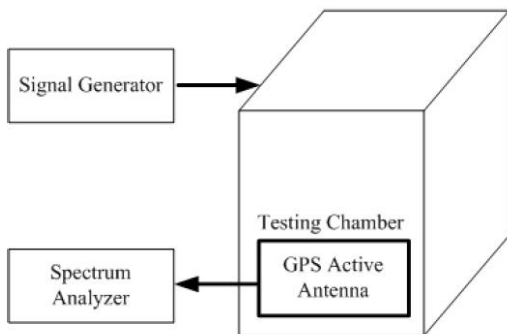 Signal Generator
Testing Chamber
GPS Active
Antenna
Spectrum
Analyzer